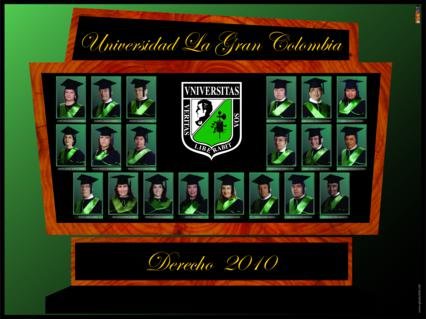 Universidad La Gran Colombia
VNIVERSITAS
VERITAS
VOS
LIBERABIT
Derecho 2010